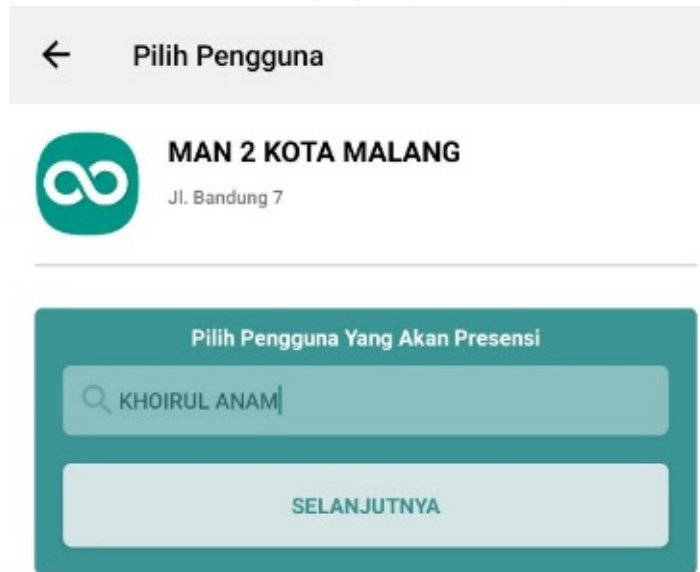 Pilih Pengguna
MAN 2 KOTA MALANG
Jl. Bandung 7
Pilih Pengguna Yang Akan Presensi
KHOIRUL ANAM
SELANJUTNYA